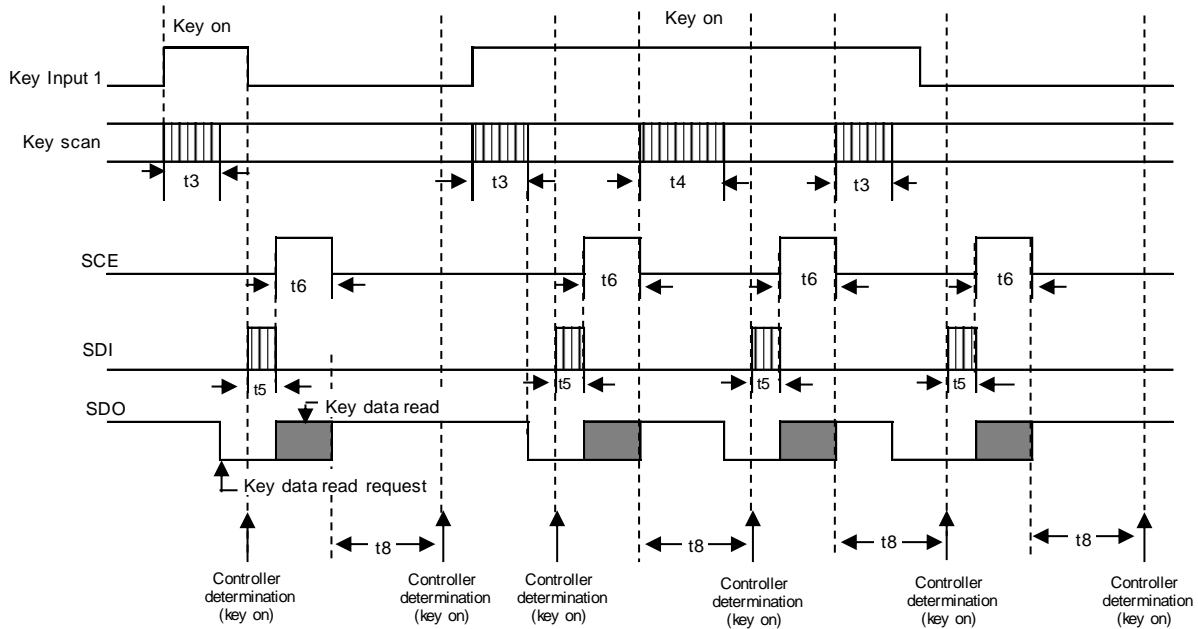 Key on
Key on
Key Input 1
Key scan
t3
t3
t4
t3
SCE
t6
t6
t6
t6
SDI
t5
t5
t5
t5
SDO
Key data read
Key data read request
t8
t8
t8
t8
Controller
determination
(key on)
Controller
determination
(key on)
Controller
determination
(key on)
Controller
determination
(key on)
Controller
determination
(key on)
Controller
determination
(key on)